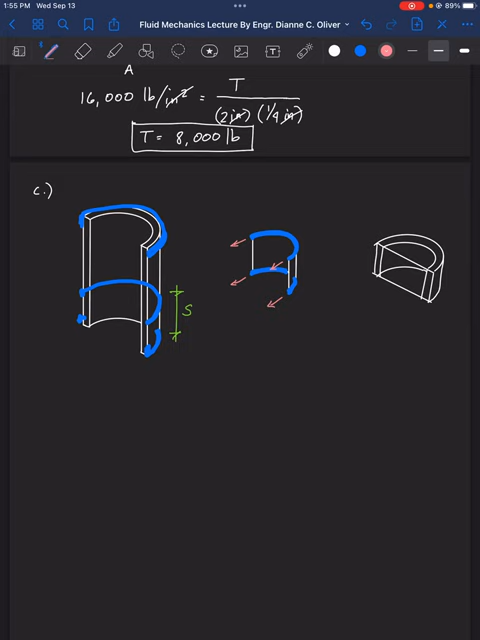 1:55 PM Wed Sep 13
89%
Fluid Mechanics Lecture By Engr. Dianne C. Oliver
A
16,000 lb/in² = T
(2in) (1/4 in)
T = 8,000 lb
c.)
S